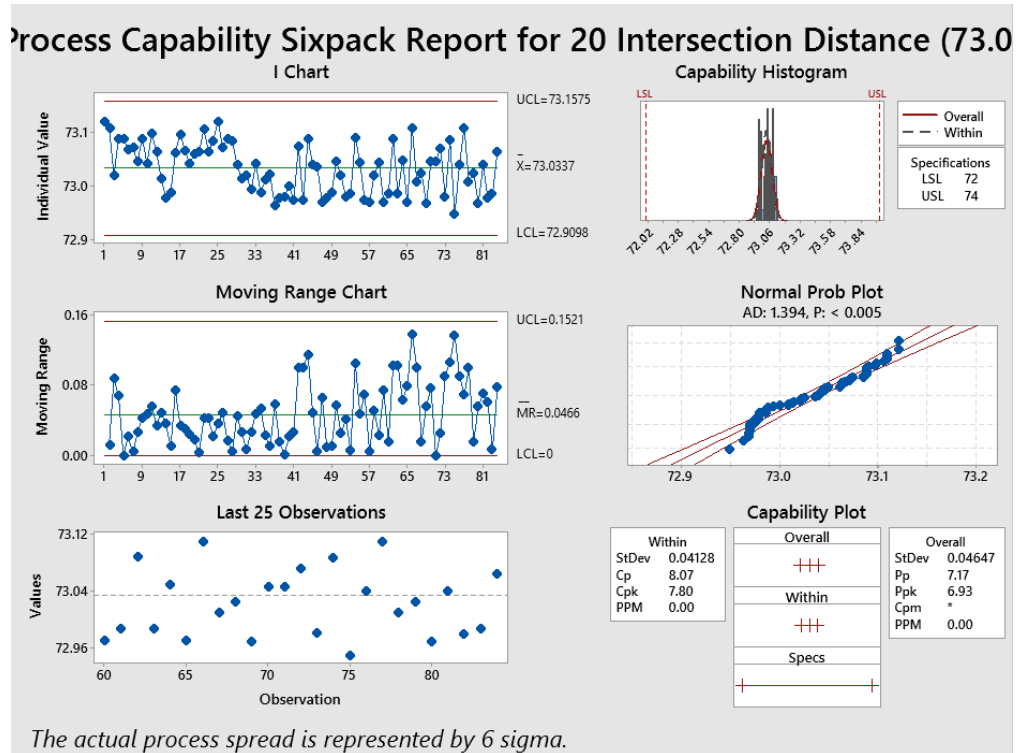 Process Capability Sixpack Report for 20 Intersection Distance (73.0
I Chart
Individual Value
73.1
73.0
72.9
1 9 17 25 33 41 49 57 65 73 81
UCL=73.1575
_
X=73.0337
LCL=72.9098
Capability Histogram
LSL USL
72.02 72.28 72.54 72.80 73.06 73.32 73.58 73.84
Overall
Within
Specifications
LSL 72
USL 74
Moving Range Chart
Moving Range
0.16
0.08
0.00
1 9 17 25 33 41 49 57 65 73 81
UCL=0.1521
__
MR=0.0466
LCL=0
Normal Prob Plot
AD: 1.394, P: < 0.005
72.9 73.0 73.1 73.2
Last 25 Observations
Values
73.12
73.04
72.96
60 65 70 75 80
Observation
Capability Plot
Within
StDev 0.04128
Cp 8.07
Cpk 7.80
PPM 0.00
Overall
Within
Specs
Overall
StDev 0.04647
Pp 7.17
Ppk 6.93
Cpm *
PPM 0.00
The actual process spread is represented by 6 sigma.